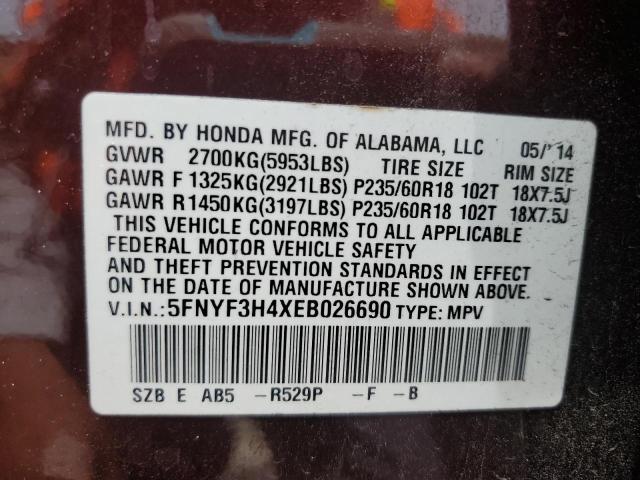 MFD. BY HONDA MFG. OF ALABAMA, LLC 05/'14
GVWR 2700KG(5953LBS) TIRE SIZE RIM SIZE
GAWR F 1325KG(2921LBS) P235/60R18 102T 18X7.5J
GAWR R1450KG(3197LBS) P235/60R18 102T 18X7.5J
THIS VEHICLE CONFORMS TO ALL APPLICABLE
FEDERAL MOTOR VEHICLE SAFETY
AND THEFT PREVENTION STANDARDS IN EFFECT
ON THE DATE OF MANUFACTURE SHOWN ABOVE.
V.I.N.:5FNYF3H4XEB026690 TYPE: MPV
SZB E AB5 -R529P -F -B